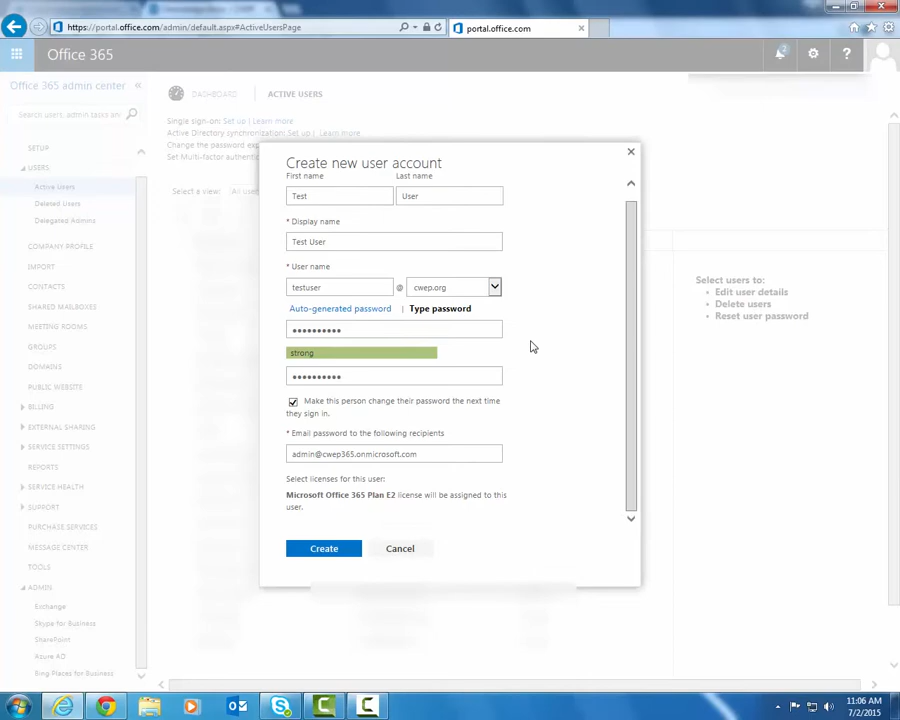 https://portal.office.com/admin/default.aspx#ActiveUsersPage
portal.office.com
Office 365
Office 365 admin center
DASHBOARD
ACTIVE USERS
Search users, admin tasks and
Single sign-on: Set up | Learn more
Active Directory synchronization: Set up | Learn more
Change the password exp
Set Multi-factor authentic
Select a view:
SETUP
USERS
Active Users
Deleted Users
Delegated Admins
COMPANY PROFILE
IMPORT
CONTACTS
SHARED MAILBOXES
MEETING ROOMS
GROUPS
DOMAINS
PUBLIC WEBSITE
BILLING
EXTERNAL SHARING
SERVICE SETTINGS
REPORTS
SERVICE HEALTH
SUPPORT
PURCHASE SERVICES
MESSAGE CENTER
TOOLS
ADMIN
Exchange
Skype for Business
SharePoint
Azure AD
Bing Places for Business
Create new user account
First name
Last name
Test
User
* Display name
Test User
* User name
testuser
@
cwep.org
Auto-generated password | Type password
••••••••••
strong
••••••••••
Make this person change their password the next time
they sign in.
* Email password to the following recipients
admin@cwep365.onmicrosoft.com
Select licenses for this user:
Microsoft Office 365 Plan E2 license will be assigned to this
user.
Create
Cancel
Select users to:
Edit user details
Delete users
Reset user password
11:06 AM
7/2/2015